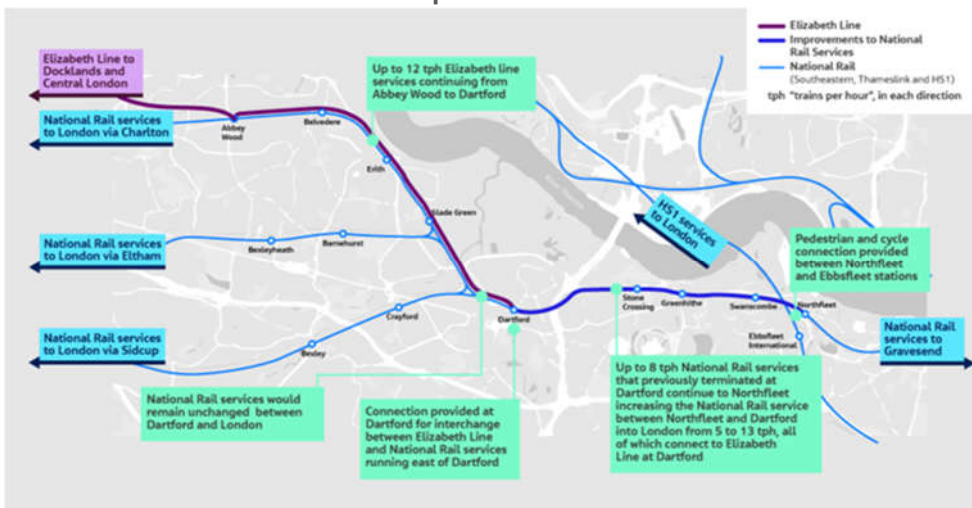 Elizabeth Line
Improvements to National
Rail Services
National Rail
(Southeastern, Thameslink and HS1)
tph "trains per hour", in each direction
Elizabeth Line to
Docklands and
Central London
National Rail services
to London via Charlton
Up to 12 tph Elizabeth line
services continuing from
Abbey Wood to Dartford
Abbey
Wood
Belvedere
Erith
Slade Green
National Rail services
to London via Eltham
Bexleyheath
Barnehurst
HS1 services
to London
Pedestrian and cycle
connection provided
between Northfleet
and Ebbsfleet stations
National Rail services
to London via Sidcup
Bexley
Crayford
Dartford
Stone
Crossing
Greenhithe
Swanscombe
Northfleet
Ebbsfleet
International
National Rail
services to
Gravesend
National Rail services would
remain unchanged between
Dartford and London
Connection provided at
Dartford for interchange
between Elizabeth Line
and National Rail services
running east of Dartford
Up to 8 tph National Rail services
that previously terminated at
Dartford continue to Northfleet
increasing the National Rail service
between Northfleet and Dartford
into London from 5 to 13 tph, all
of which connect to Elizabeth
Line at Dartford